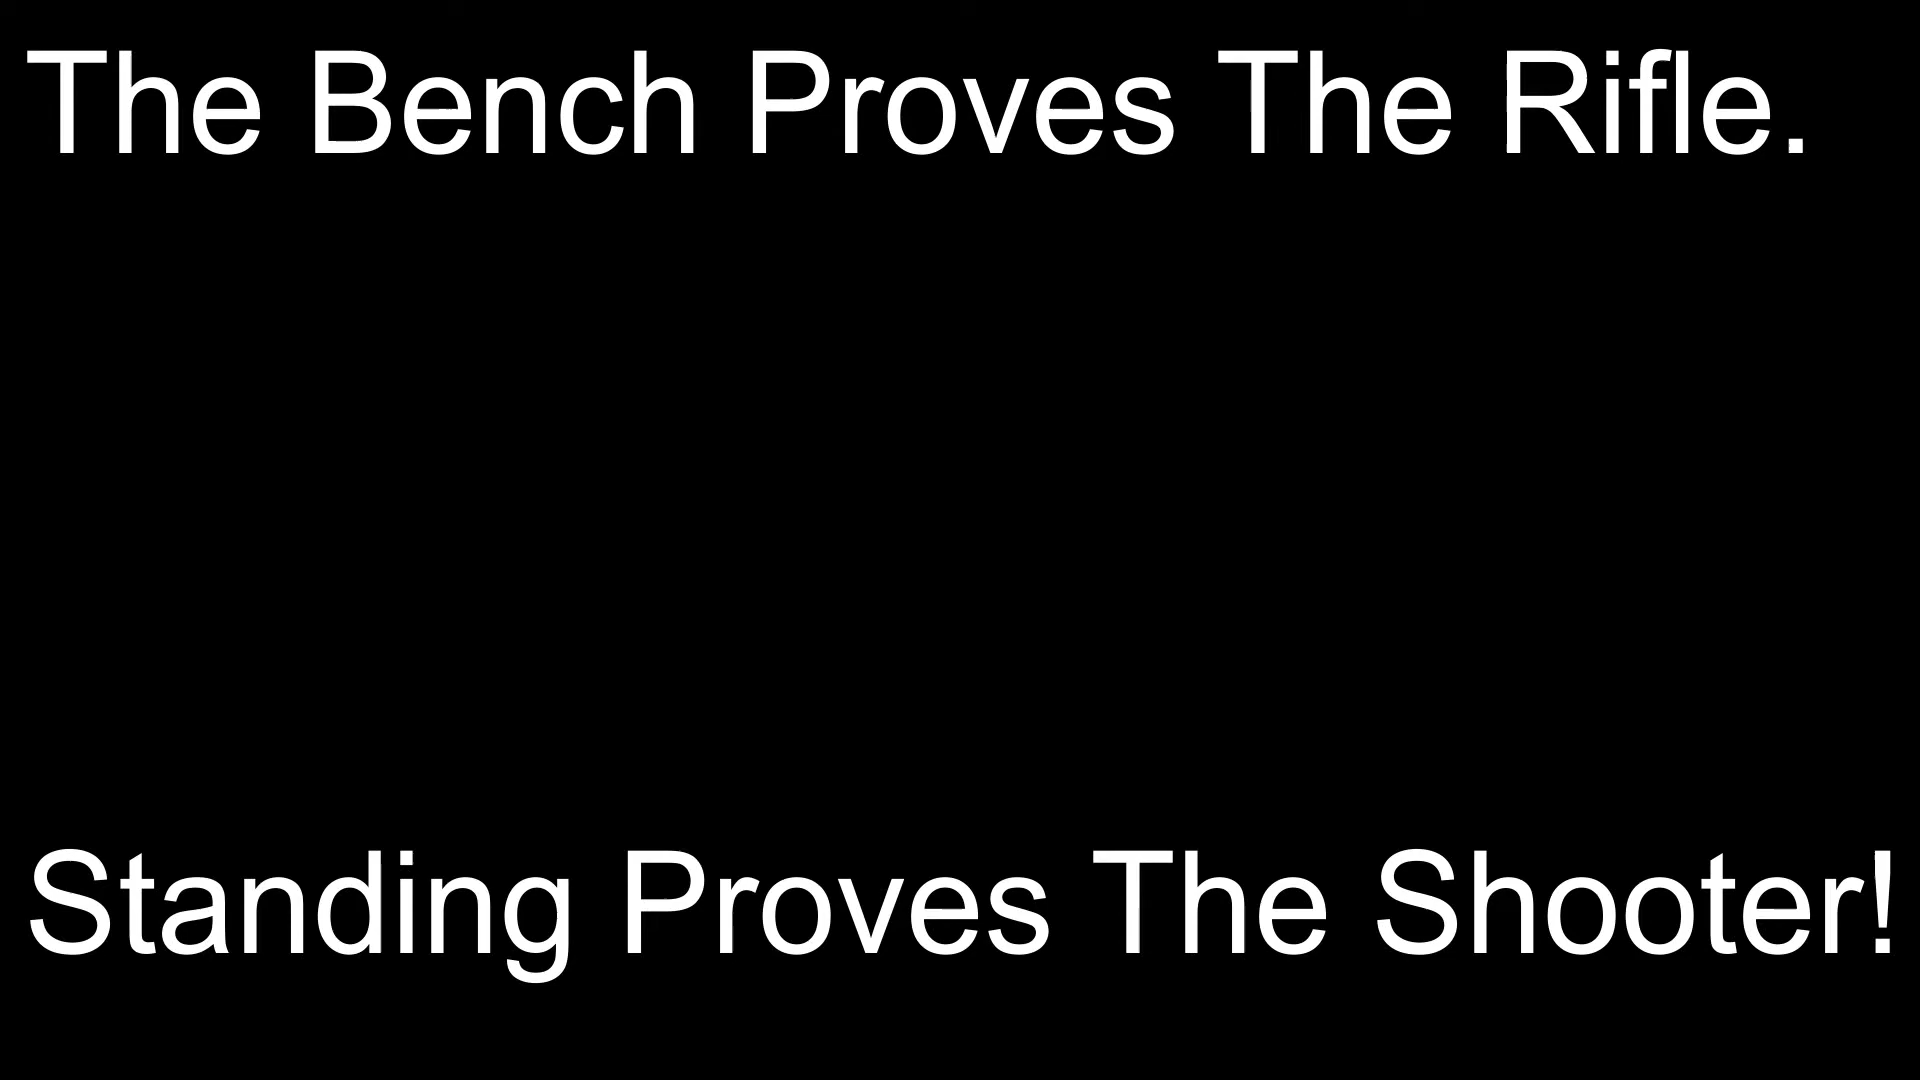 The Bench Proves The Rifle.
Standing Proves The Shooter!